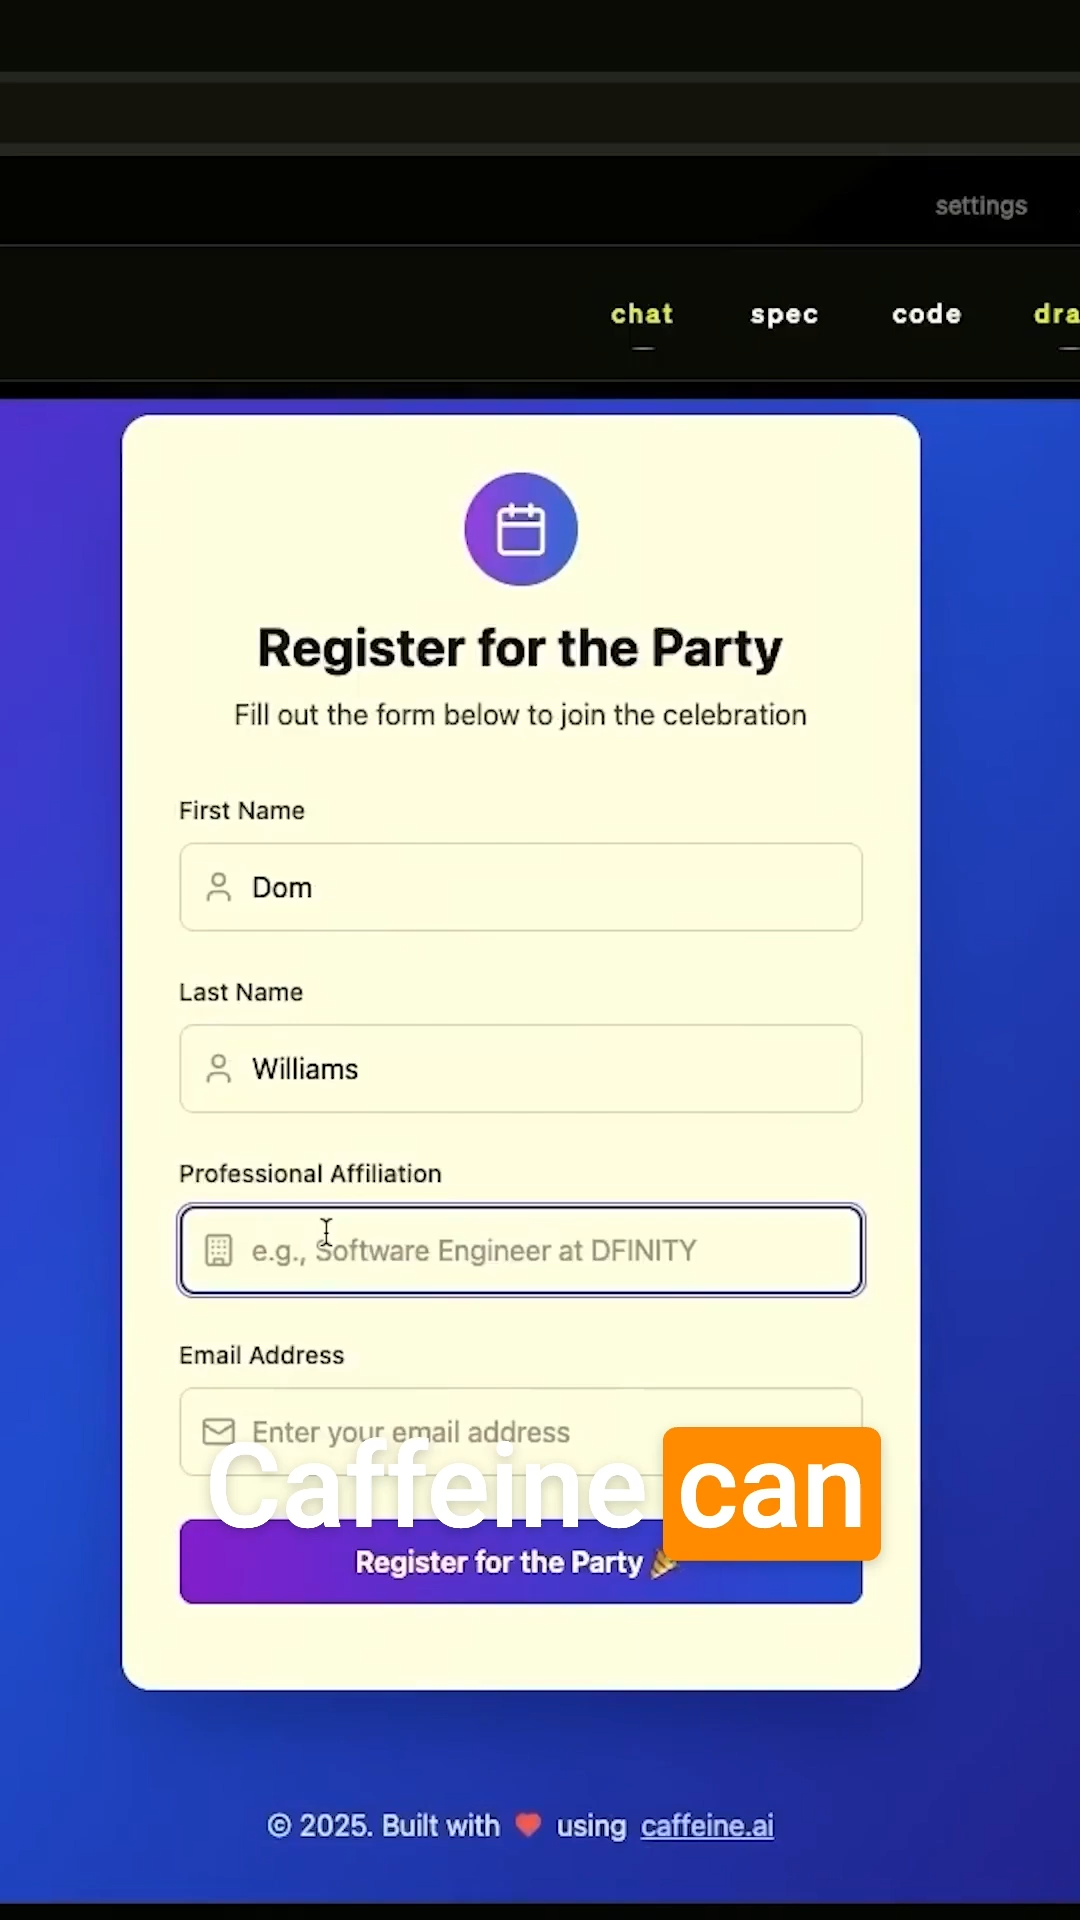 settings
chat spec code dra
Register for the Party
Fill out the form below to join the celebration
First Name
Dom
Last Name
Williams
Professional Affiliation
e.g., Software Engineer at DFINITY
Email Address
Enter your email address
Caffeine can
Register for the Party 🎉
© 2025. Built with ❤️ using caffeine.ai